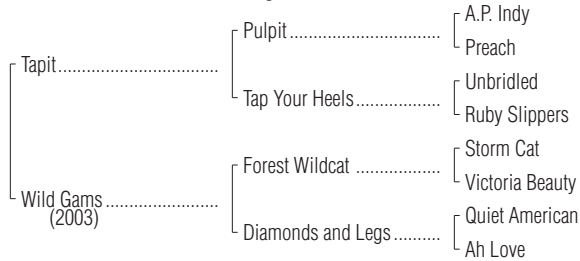 A.P. Indy
Pulpit
Preach
Tapit
Unbridled
Tap Your Heels
Ruby Slippers
Storm Cat
Forest Wildcat
Victoria Beauty
Wild Gams
(2003)
Quiet American
Diamonds and Legs
Ah Love